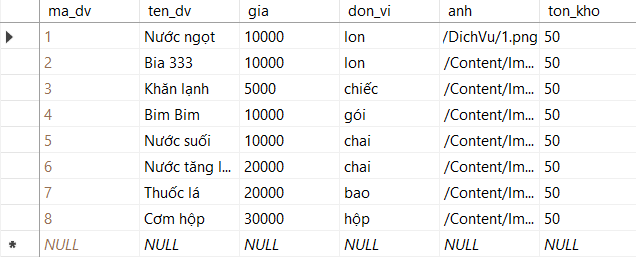 ma_dv ten_dv gia don_vi anh ton_kho
1 Nước ngọt 10000 lon /DichVu/1.png 50
2 Bia 333 10000 lon /Content/Im... 50
3 Khăn lạnh 5000 chiếc /Content/Im... 50
4 Bim Bim 10000 gói /Content/Im... 50
5 Nước suối 10000 chai /Content/Im... 50
6 Nước tăng l... 20000 chai /Content/Im... 50
7 Thuốc lá 20000 bao /Content/Im... 50
8 Cơm hộp 30000 hộp /Content/Im... 50
NULL NULL NULL NULL NULL NULL